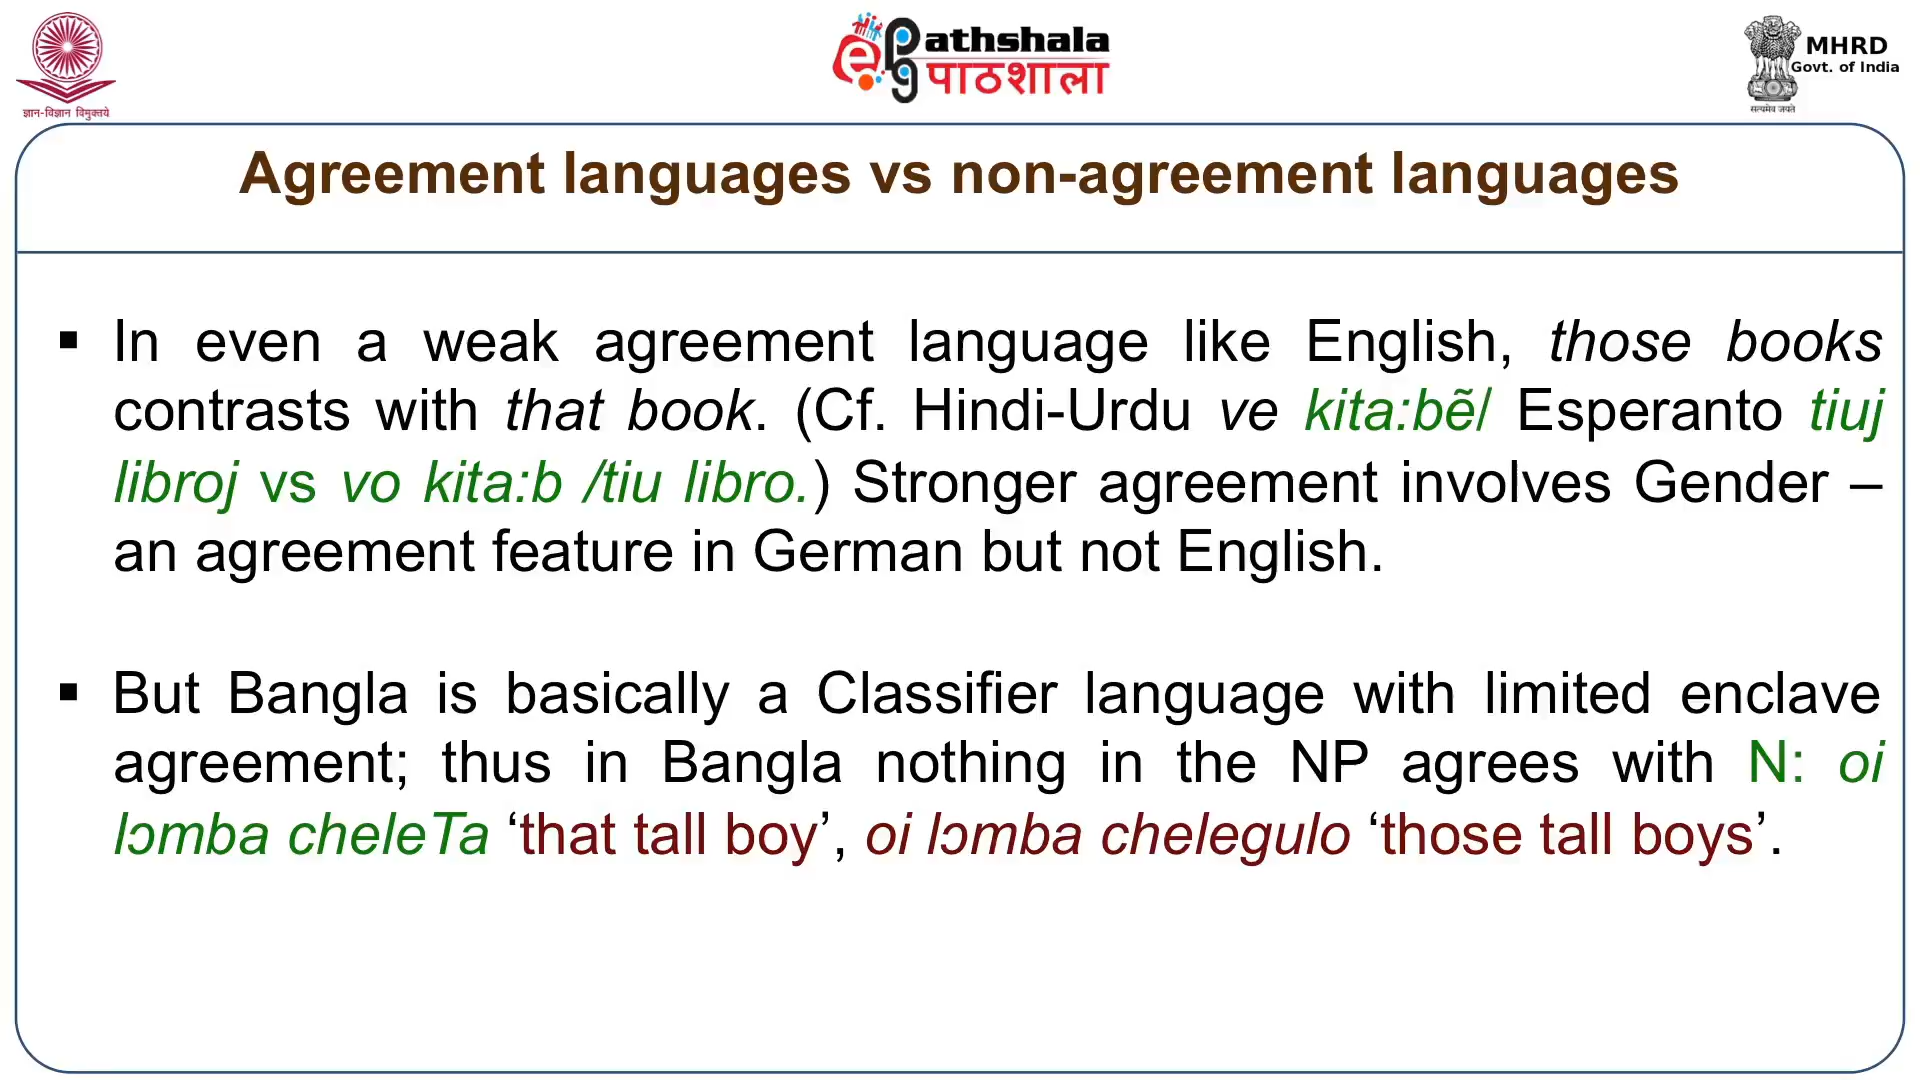 ज्ञान-विज्ञान विमुक्तये
ePathshala
पाठशाला
MHRD
Govt. of India
सत्यमेव जयते
Agreement languages vs non-agreement languages
▪ In even a weak agreement language like English, those books
contrasts with that book. (Cf. Hindi-Urdu ve kita:bẽ/ Esperanto tiuj
libroj vs vo kita:b /tiu libro.) Stronger agreement involves Gender –
an agreement feature in German but not English.
▪ But Bangla is basically a Classifier language with limited enclave
agreement; thus in Bangla nothing in the NP agrees with N: oi
lɔmba cheleTa ‘that tall boy’, oi lɔmba chelegulo ‘those tall boys’.